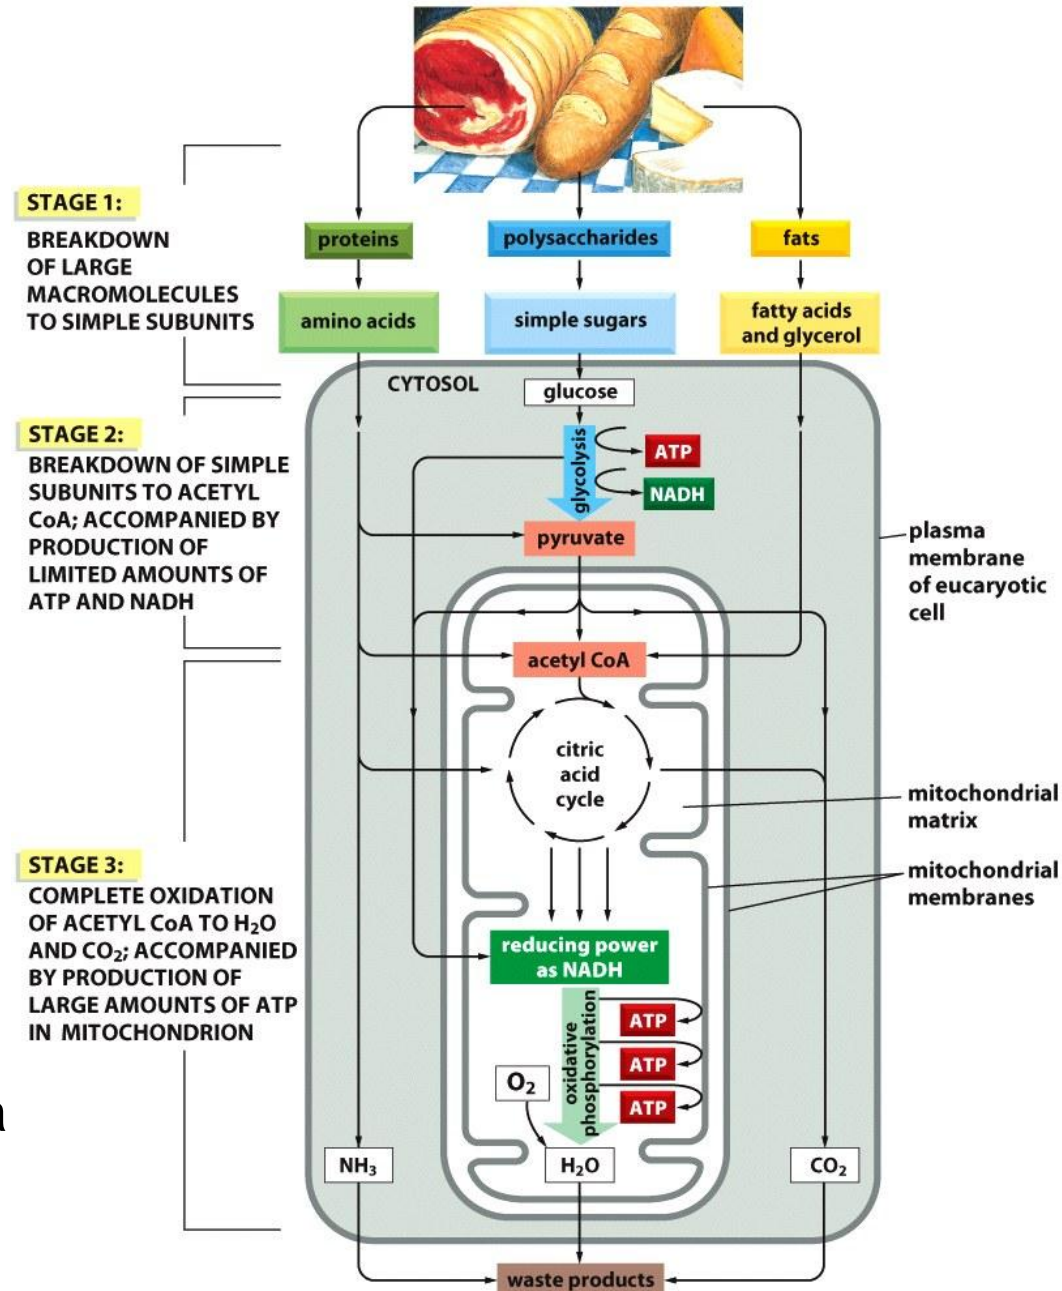 STAGE 1:
BREAKDOWN
OF LARGE
MACROMOLECULES
TO SIMPLE SUBUNITS
proteins
polysaccharides
fats
amino acids
simple sugars
fatty acids
and glycerol
CYTOSOL
glucose
STAGE 2:
BREAKDOWN OF SIMPLE
SUBUNITS TO ACETYL
CoA; ACCOMPANIED BY
PRODUCTION OF
LIMITED AMOUNTS OF
ATP AND NADH
glycolysis
ATP
NADH
pyruvate
plasma
membrane
of eucaryotic
cell
acetyl CoA
citric
acid
cycle
mitochondrial
matrix
mitochondrial
membranes
STAGE 3:
COMPLETE OXIDATION
OF ACETYL CoA TO H₂O
AND CO₂; ACCOMPANIED
BY PRODUCTION OF
LARGE AMOUNTS OF ATP
IN MITOCHONDRION
reducing power
as NADH
oxidative
phosphorylation
ATP
ATP
ATP
O₂
NH₃
H₂O
CO₂
waste products